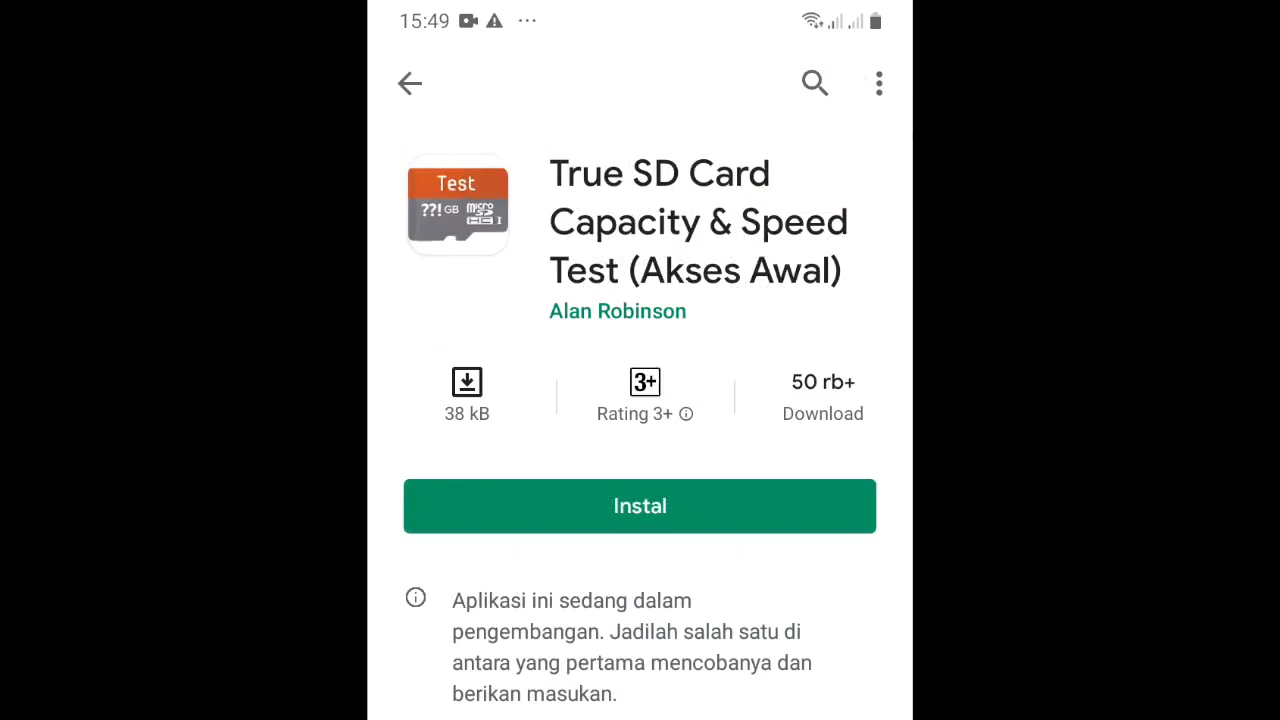 15:49
Test
??! GB micro SD HC I
True SD Card
Capacity & Speed
Test (Akses Awal)
Alan Robinson
3+
50 rb+
38 kB
Rating 3+
Download
Instal
Aplikasi ini sedang dalam
pengembangan. Jadilah salah satu di
antara yang pertama mencobanya dan
berikan masukan.